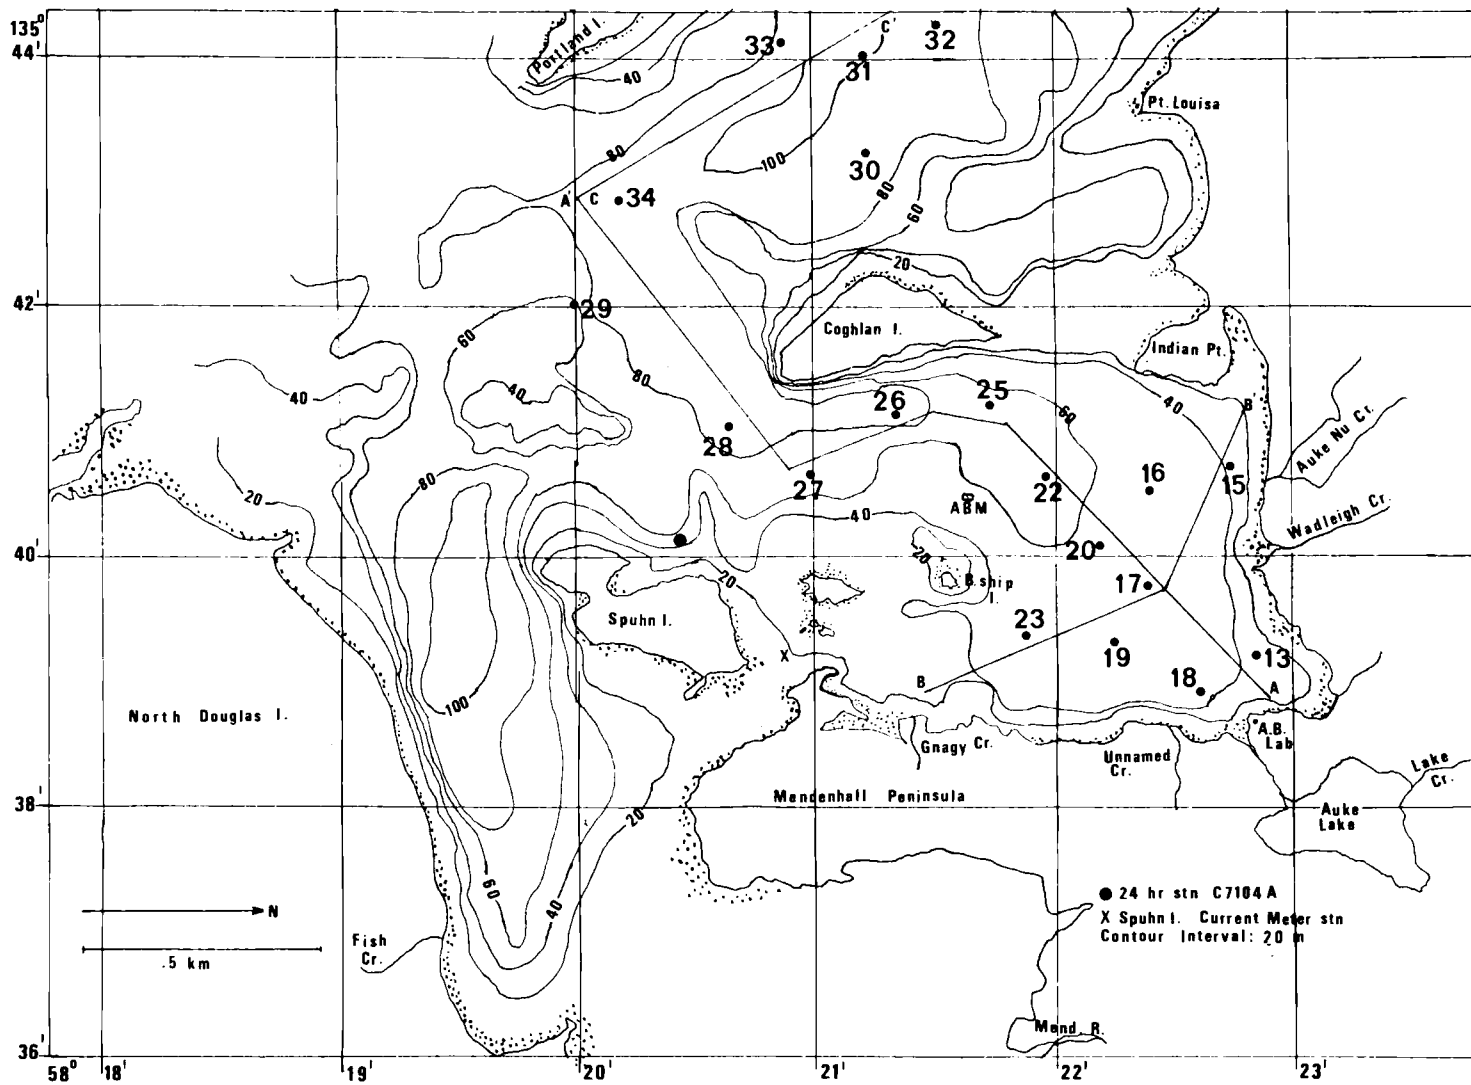 135°
44'
42'
40'
38'
36'
58° 18'
19'
20'
21'
22'
23'
Portland I.
40
33
C'
32
31
Pt. Louisa
80
100
30
80
60
A' C
34
20
29
Coghlan I.
Indian Pt.
60
80
40
40
26
25
60
40
B'
Auke Nu Cr.
28
27
22
16
15
Wadleigh Cr.
ABM
80
20
40
20
20
B.ship I.
17
20
Spuhn I.
X
23
19
18
13
B
A
100
North Douglas I.
Gnagy Cr.
Unnamed Cr.
A.B. Lab
Lake Cr.
Mendenhall Peninsula
Auke Lake
20
60
40
N
.5 km
Fish Cr.
24 hr stn C7104A
X Spuhn I. Current Meter stn
Contour Interval: 20 m
Mend. R.